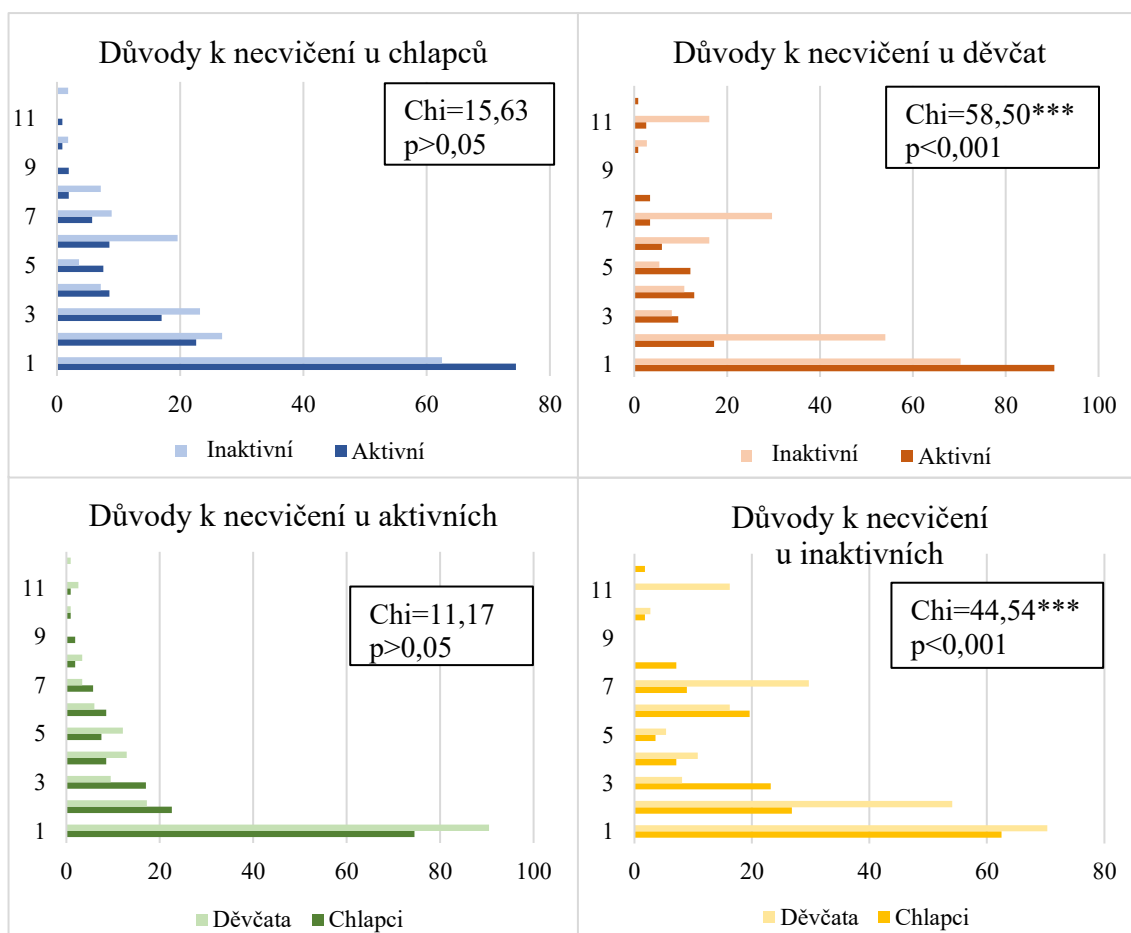 Důvody k necvičení u chlapců
Chi=15,63
p>0,05
11
9
7
5
3
1
0 20 40 60 80
Inaktivní Aktivní
Důvody k necvičení u děvčat
Chi=58,50***
p<0,001
11
9
7
5
3
1
0 20 40 60 80 100
Inaktivní Aktivní
Důvody k necvičení u aktivních
Chi=11,17
p>0,05
11
9
7
5
3
1
0 20 40 60 80 100
Děvčata Chlapci
Důvody k necvičení
u inaktivních
Chi=44,54***
p<0,001
11
9
7
5
3
1
0 20 40 60 80
Děvčata Chlapci